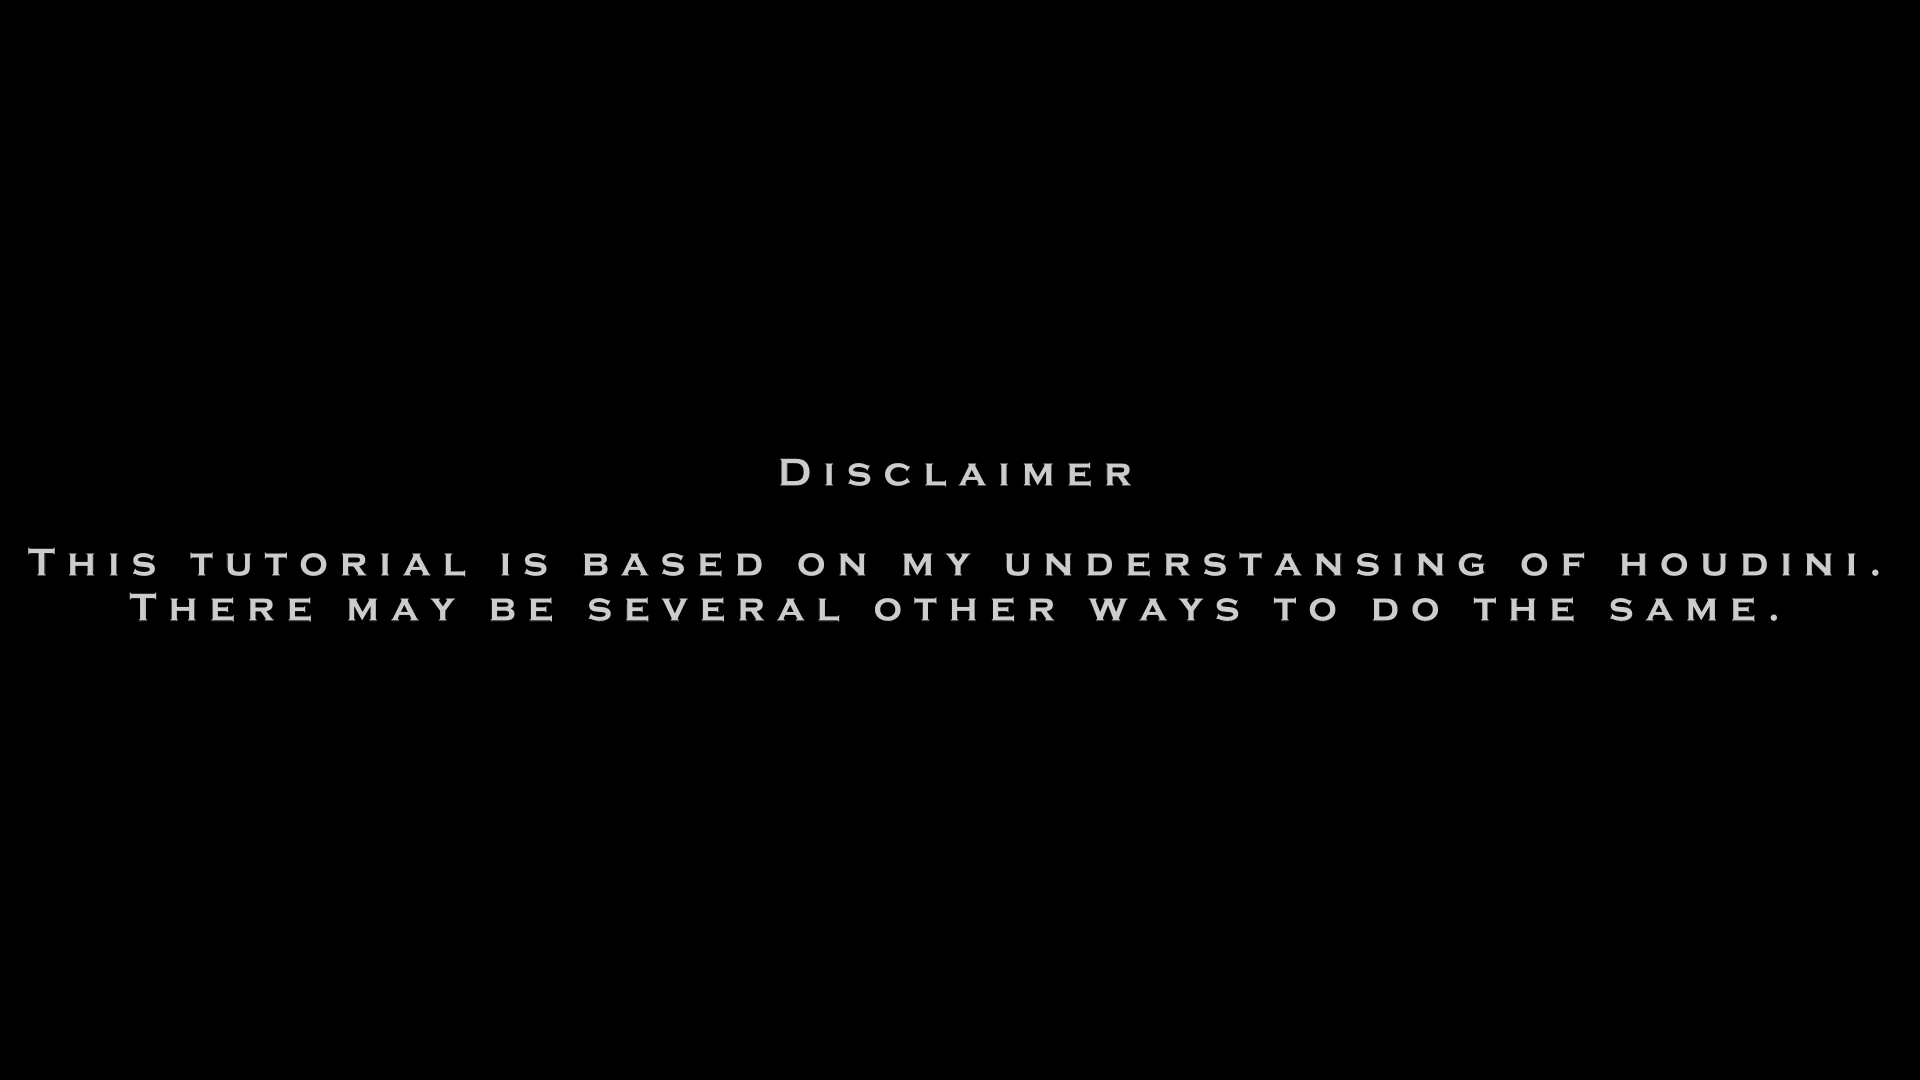 Disclaimer
This tutorial is based on my understansing of houdini.
There may be several other ways to do the same.